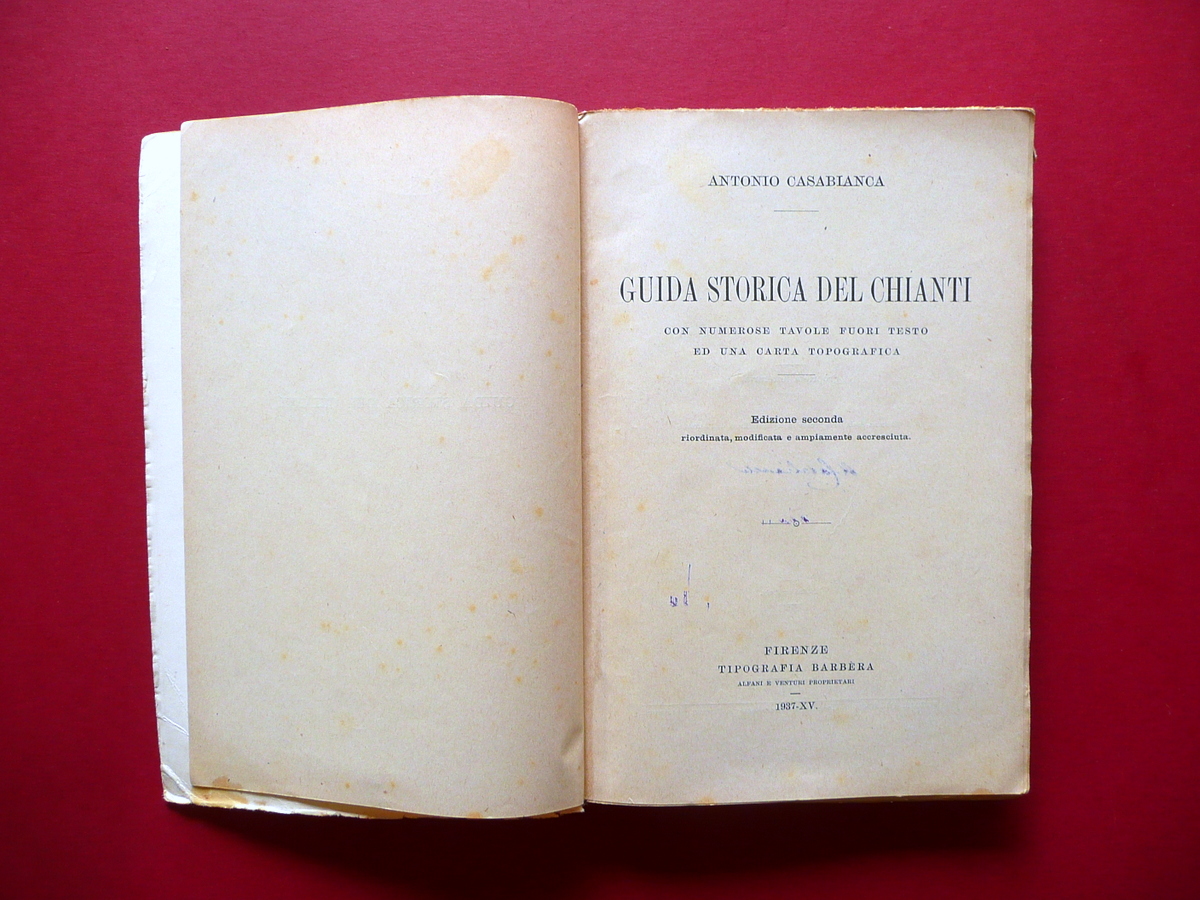 ANTONIO CASABIANCA
GUIDA STORICA DEL CHIANTI
CON NUMEROSE TAVOLE FUORI TESTO
ED UNA CARTA TOPOGRAFICA
Edizione seconda
riordinata, modificata e ampiamente accresciuta.
FIRENZE
TIPOGRAFIA BARBÈRA
ALFANI E VENTURI PROPRIETARI
1937-XV.